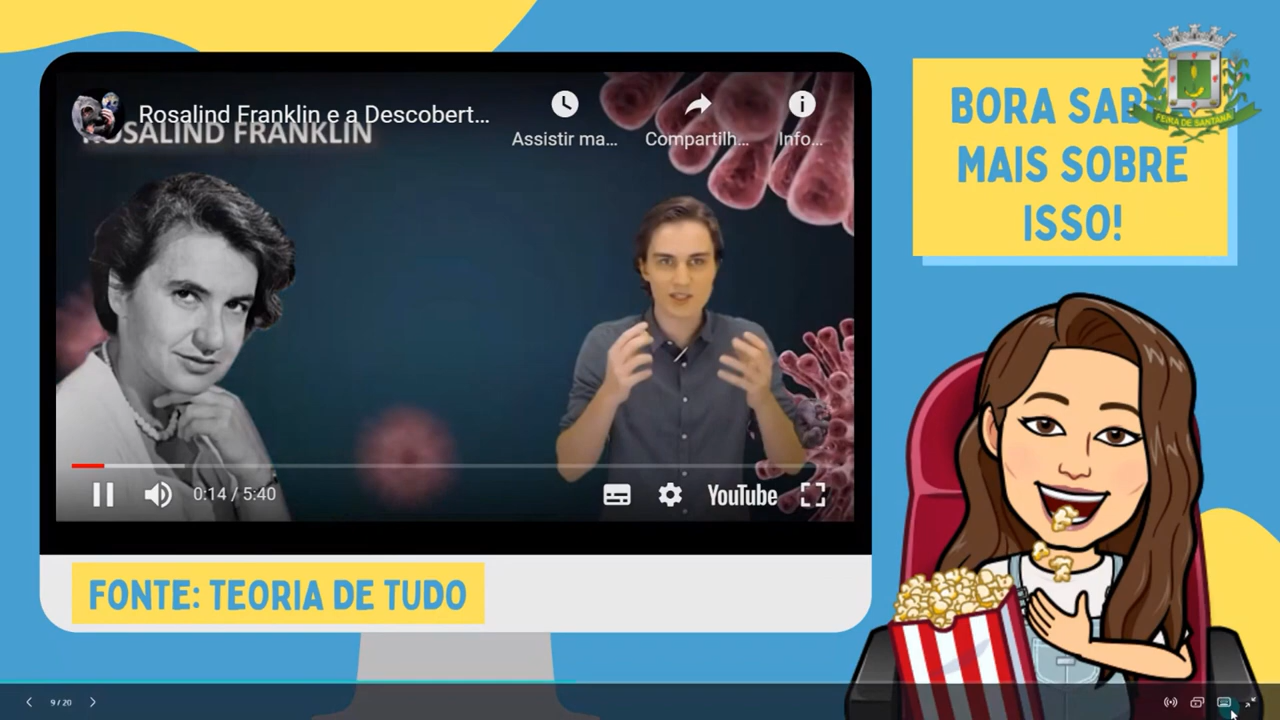 Rosalind Franklin e a Descobert...
ROSALIND FRANKLIN
Assistir ma...
Compartilh...
Info...
BORA SAB
MAIS SOBRE
ISSO!
FEIRA DE SANTANA
0:14 / 5:40
YouTube
FONTE: TEORIA DE TUDO
9 / 20